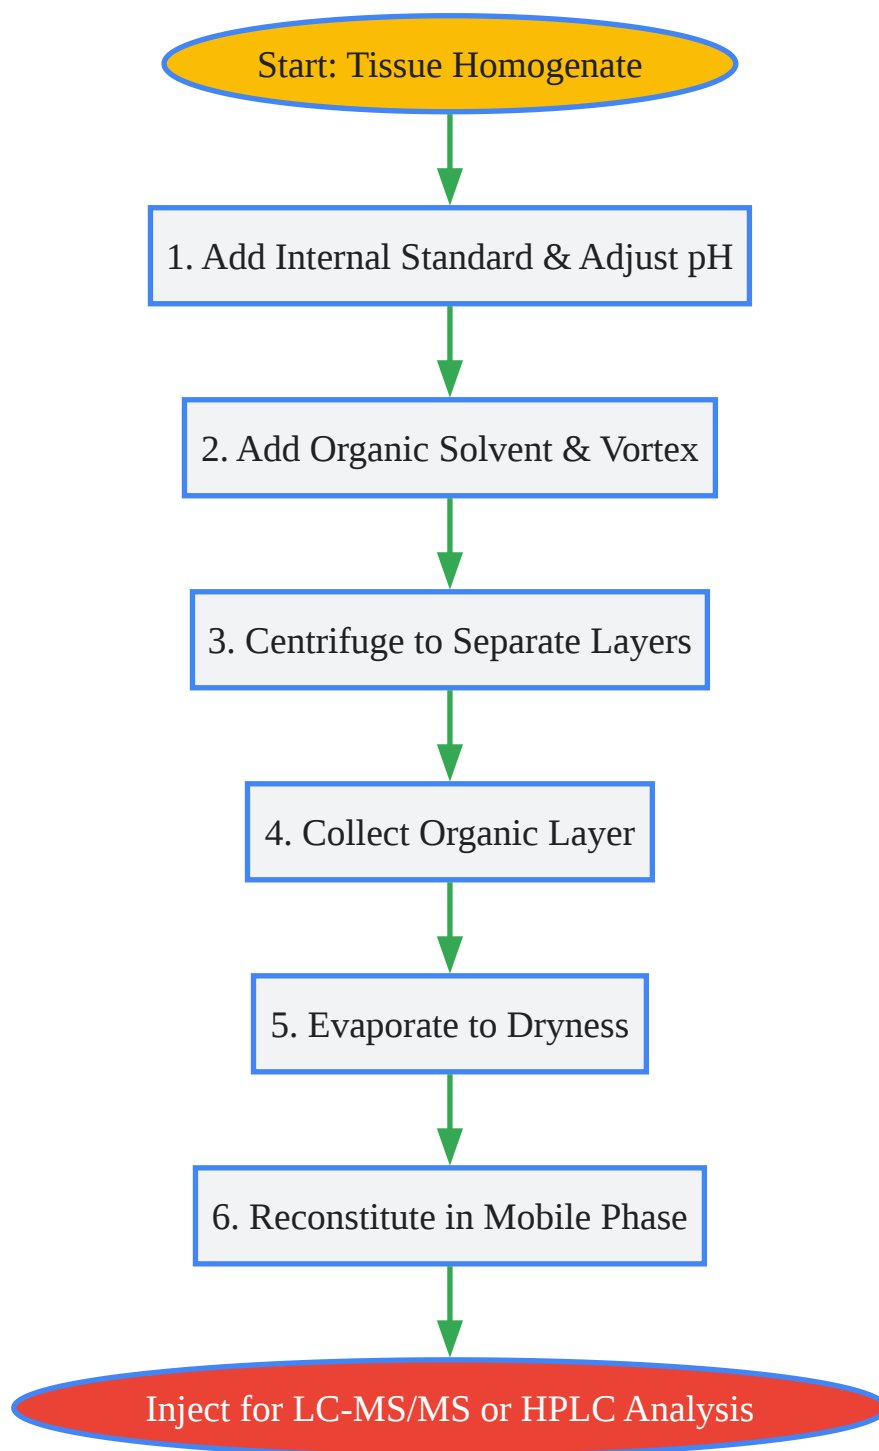 Start: Tissue Homogenate
1. Add Internal Standard & Adjust pH
2. Add Organic Solvent & Vortex
3. Centrifuge to Separate Layers
4. Collect Organic Layer
5. Evaporate to Dryness
6. Reconstitute in Mobile Phase
Inject for LC-MS/MS or HPLC Analysis